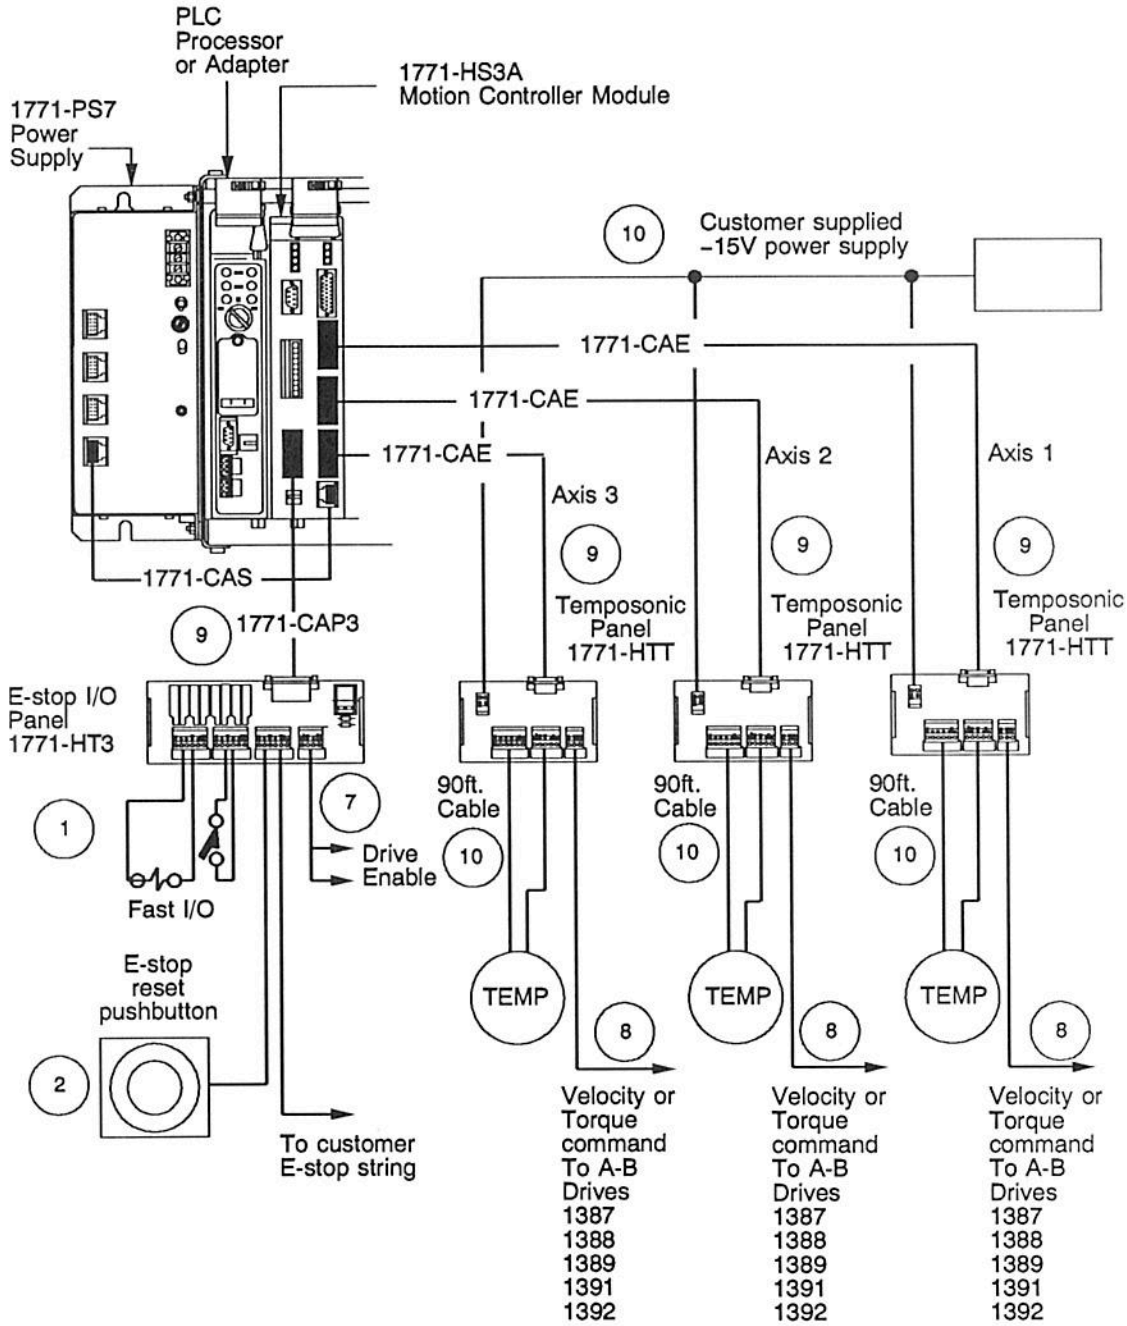 PLC
Processor
or Adapter
1771-HS3A
Motion Controller Module
1771-PS7
Power
Supply
10
Customer supplied
–15V power supply
1771-CAE
1771-CAE
1771-CAE
Axis 3
Axis 2
Axis 1
1771-CAS
1771-CAP3
9
9
9
9
Temposonic
Panel
1771-HTT
Temposonic
Panel
1771-HTT
Temposonic
Panel
1771-HTT
E-stop I/O
Panel
1771-HT3
1
Fast I/O
7
Drive
Enable
90ft.
Cable
10
90ft.
Cable
10
90ft.
Cable
10
TEMP
TEMP
TEMP
E-stop
reset
pushbutton
2
To customer
E-stop string
8
8
8
Velocity or
Torque
command
To A-B
Drives
1387
1388
1389
1391
1392
Velocity or
Torque
command
To A-B
Drives
1387
1388
1389
1391
1392
Velocity or
Torque
command
To A-B
Drives
1387
1388
1389
1391
1392